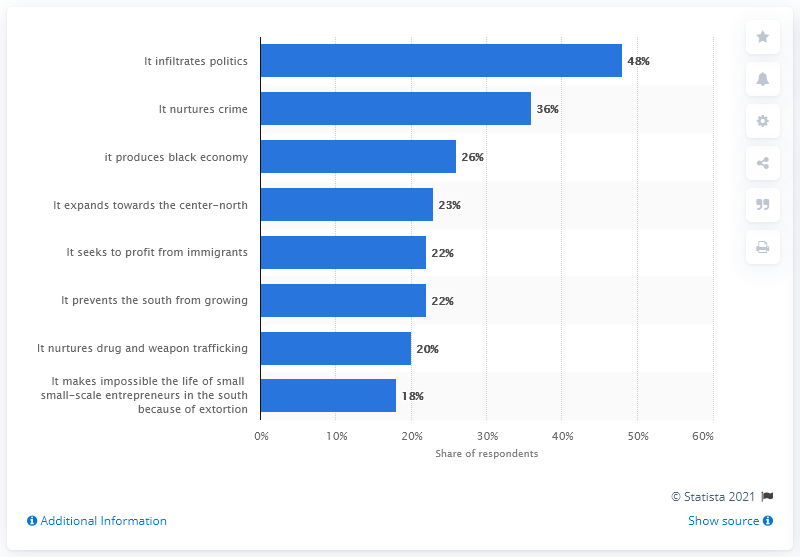 It infiltrates politics
48%
It nurtures crime
36%
it produces black economy
26%
It expands towards the center-north
23%
It seeks to profit from immigrants
22%
It prevents the south from growing
22%
It nurtures drug and weapon trafficking
20%
It makes impossible the life of small
small-scale entrepreneurs in the south
because of extortion
18%
0% 10% 20% 30% 40% 50% 60%
Share of respondents
© Statista 2021
Additional Information
Show source